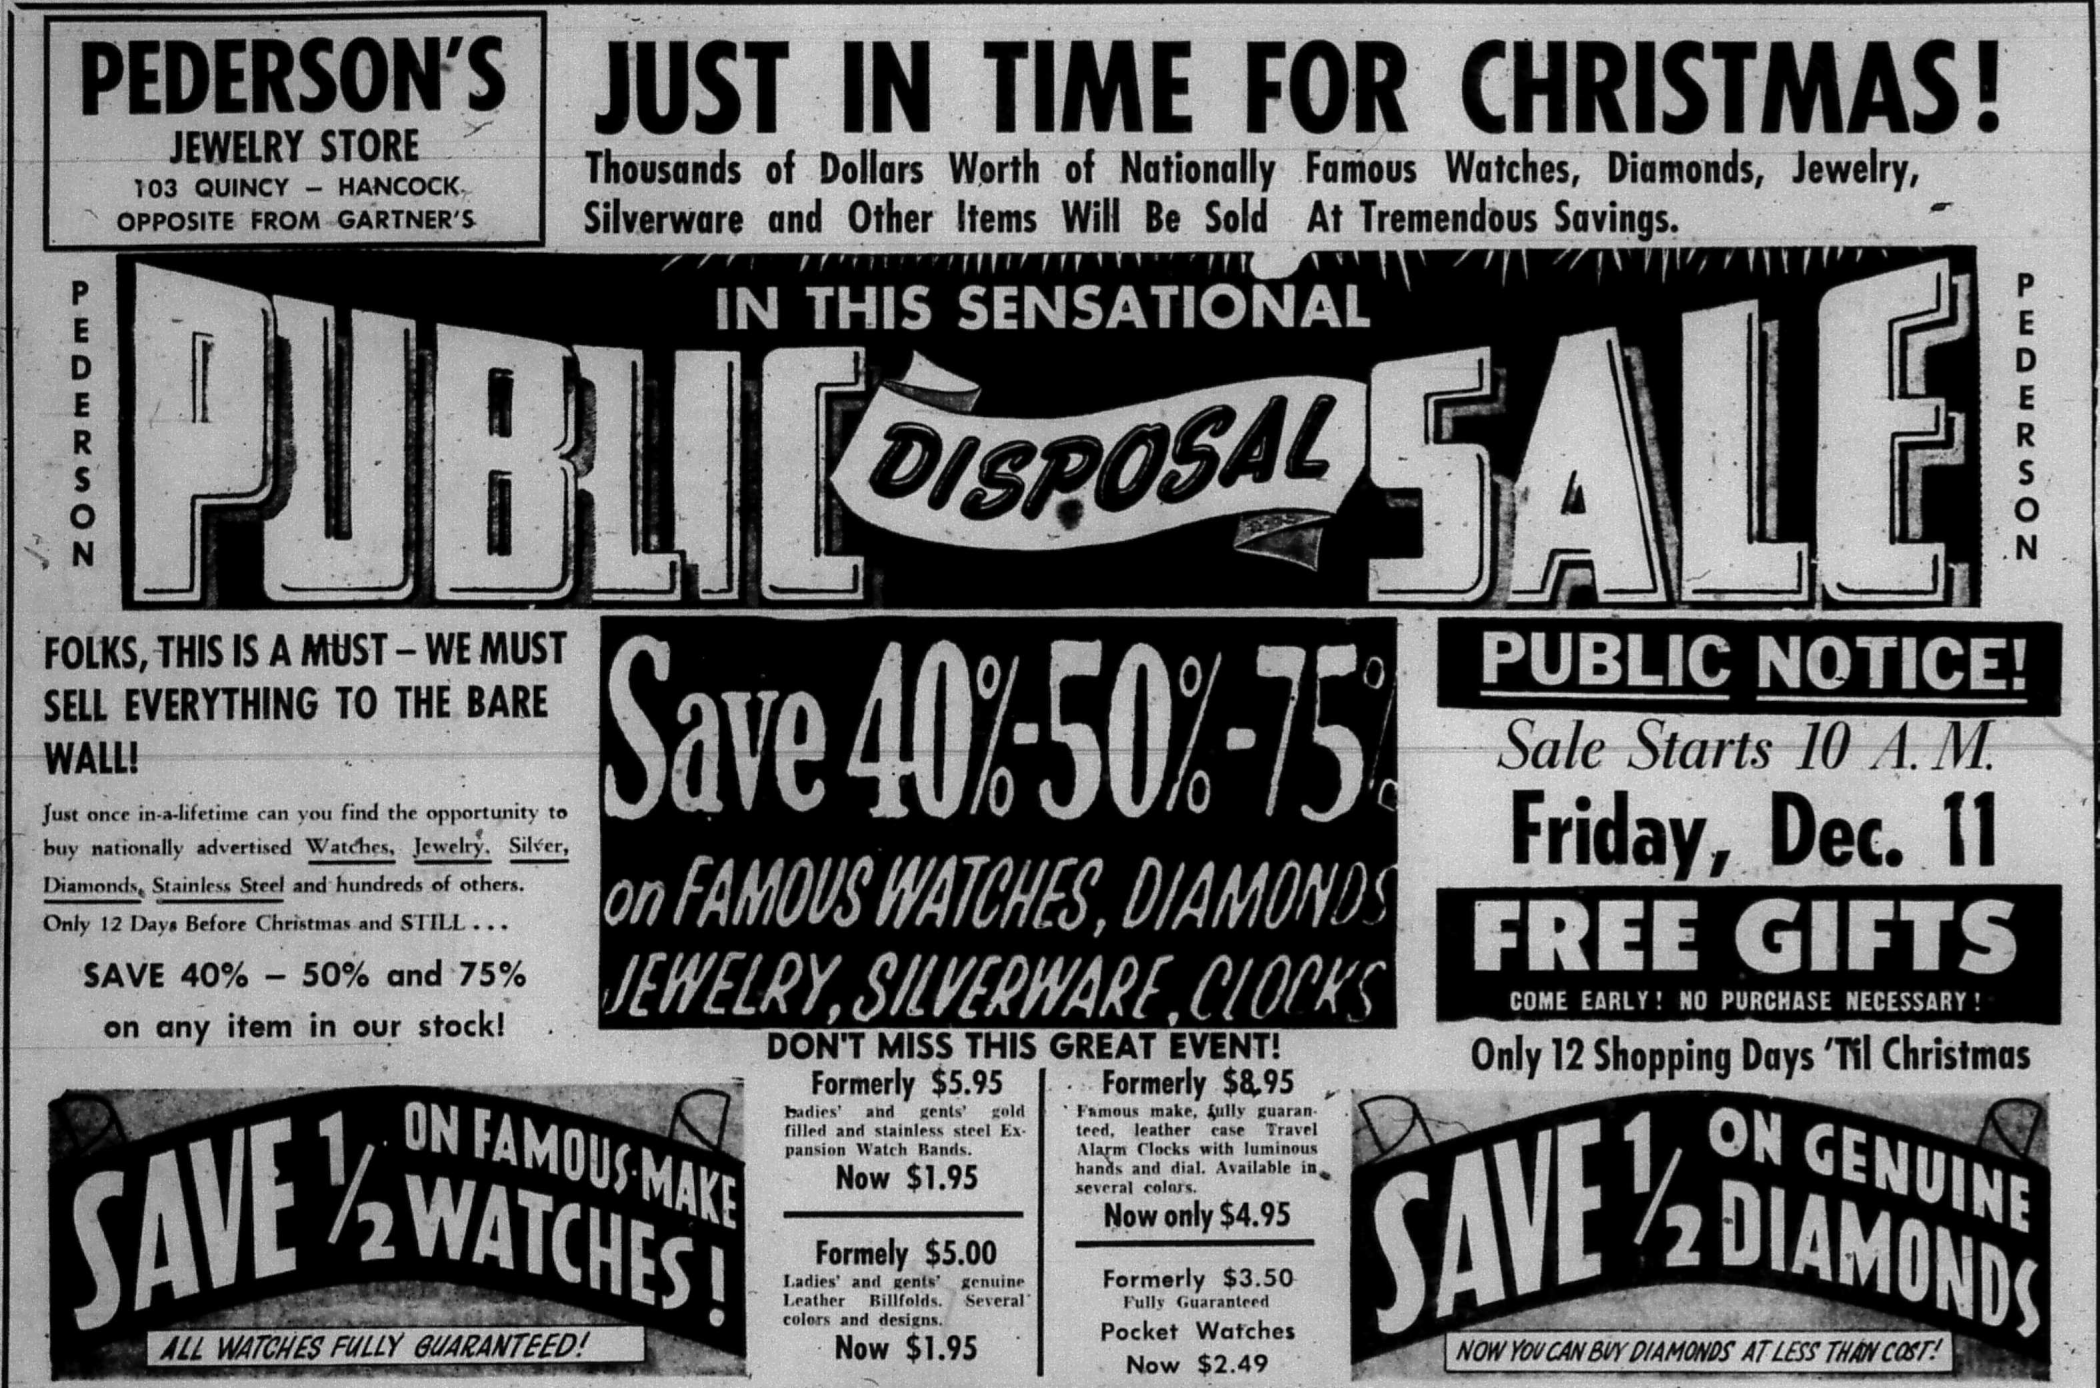 PEDERSON'S
JEWELRY STORE
103 QUINCY – HANCOCK
OPPOSITE FROM GARTNER'S
JUST IN TIME FOR CHRISTMAS!
Thousands of Dollars Worth of Nationally Famous Watches, Diamonds, Jewelry,
Silverware and Other Items Will Be Sold At Tremendous Savings.
PEDERSON
IN THIS SENSATIONAL
PUBLIC DISPOSAL SALE
PEDERSON
FOLKS, THIS IS A MUST – WE MUST
SELL EVERYTHING TO THE BARE
WALL!
Just once in-a-lifetime can you find the opportunity to
buy nationally advertised Watches, Jewelry, Silver,
Diamonds, Stainless Steel and hundreds of others.
Only 12 Days Before Christmas and STILL . . .
SAVE 40% – 50% and 75%
on any item in our stock!
Save 40%-50%-75%
on FAMOUS WATCHES, DIAMONDS
JEWELRY, SILVERWARE, CLOCKS
PUBLIC NOTICE!
Sale Starts 10 A. M.
Friday, Dec. 11
FREE GIFTS
COME EARLY! NO PURCHASE NECESSARY!
Only 12 Shopping Days 'Til Christmas
SAVE 1/2 ON FAMOUS-MAKE
WATCHES!
ALL WATCHES FULLY GUARANTEED!
DON'T MISS THIS GREAT EVENT!
Formerly $5.95
Ladies' and gents' gold
filled and stainless steel Ex-
pansion Watch Bands.
Now $1.95
Formely $5.00
Ladies' and gents' genuine
Leather Billfolds. Several
colors and designs.
Now $1.95
Formerly $8.95
Famous make, fully guaran-
teed, leather case Travel
Alarm Clocks with luminous
hands and dial. Available in
several colors.
Now only $4.95
Formerly $3.50
Fully Guaranteed
Pocket Watches
Now $2.49
SAVE 1/2 ON GENUINE
DIAMONDS
NOW YOU CAN BUY DIAMONDS AT LESS THAN COST!